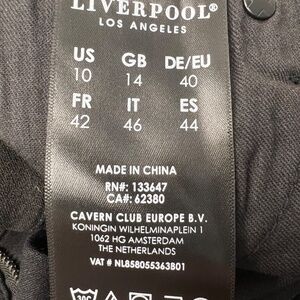 LIVERPOOL®
LOS ANGELES
US GB DE/EU
10 14 40
FR IT ES
42 46 44
MADE IN CHINA
RN#: 133647
CA#: 62380
CAVERN CLUB EUROPE B.V.
KONINGIN WILHELMINAPLEIN 1
1062 HG AMSTERDAM
THE NETHERLANDS
VAT # NL858055363B01
30C